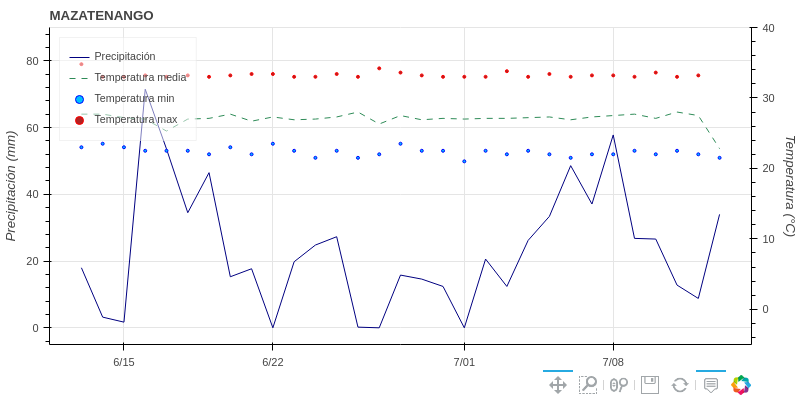 MAZATENANGO
Precipitación
Temperatura media
Temperatura min
Temperatura max
80
60
40
20
0
40
30
20
10
0
Precipitación (mm)
Temperatura (°C)
6/15
6/22
7/01
7/08